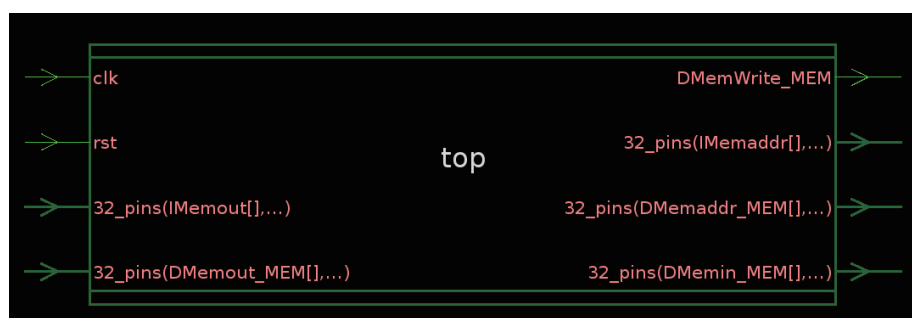 clk
DMemWrite_MEM
rst
32_pins(IMemaddr[],...)
top
32_pins(IMemout[],...)
32_pins(DMemaddr_MEM[],...)
32_pins(DMemout_MEM[],...)
32_pins(DMemin_MEM[],...)